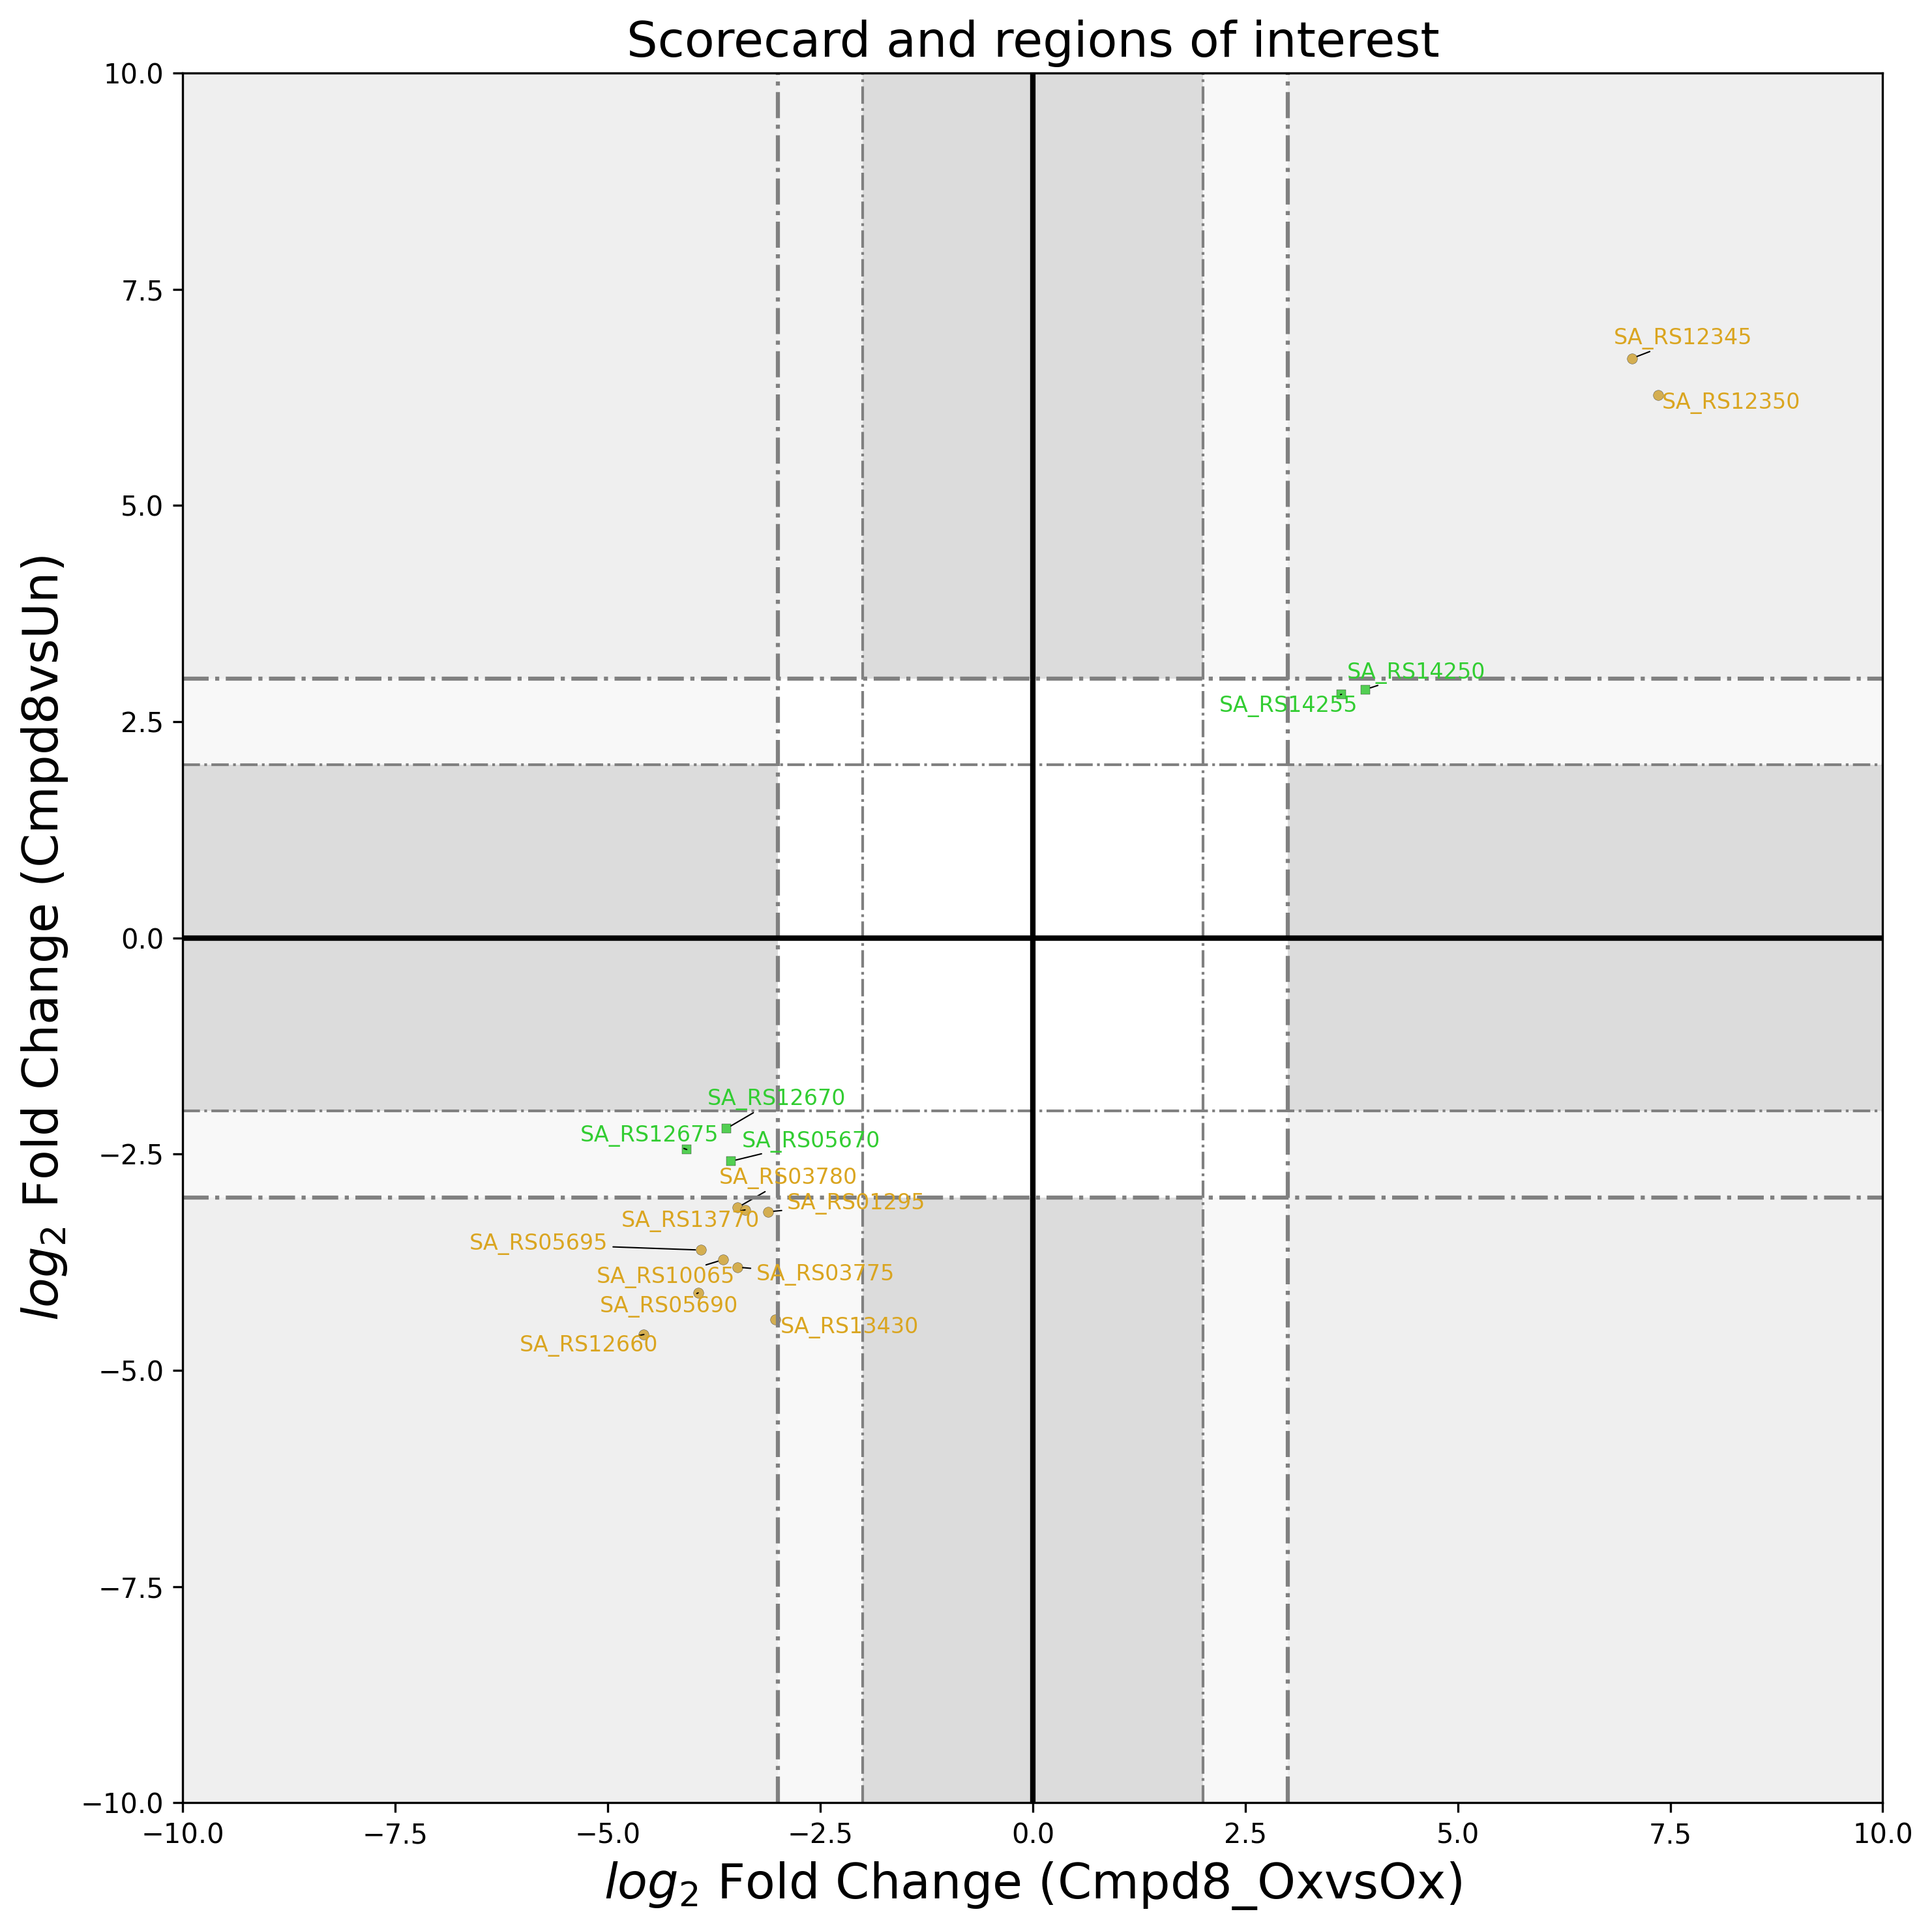 Scorecard and regions of interest
10.0
7.5
5.0
2.5
0.0
−2.5
−5.0
−7.5
−10.0
log2 Fold Change (Cmpd8vsUn)
SA_RS12345
SA_RS12350
SA_RS14250
SA_RS14255
SA_RS12670
SA_RS12675
SA_RS05670
SA_RS03780
SA_RS01295
SA_RS13770
SA_RS05695
SA_RS10065
SA_RS03775
SA_RS05690
SA_RS13430
SA_RS12660
−10.0
−7.5
−5.0
−2.5
0.0
2.5
5.0
7.5
10.0
log2 Fold Change (Cmpd8_OxvsOx)